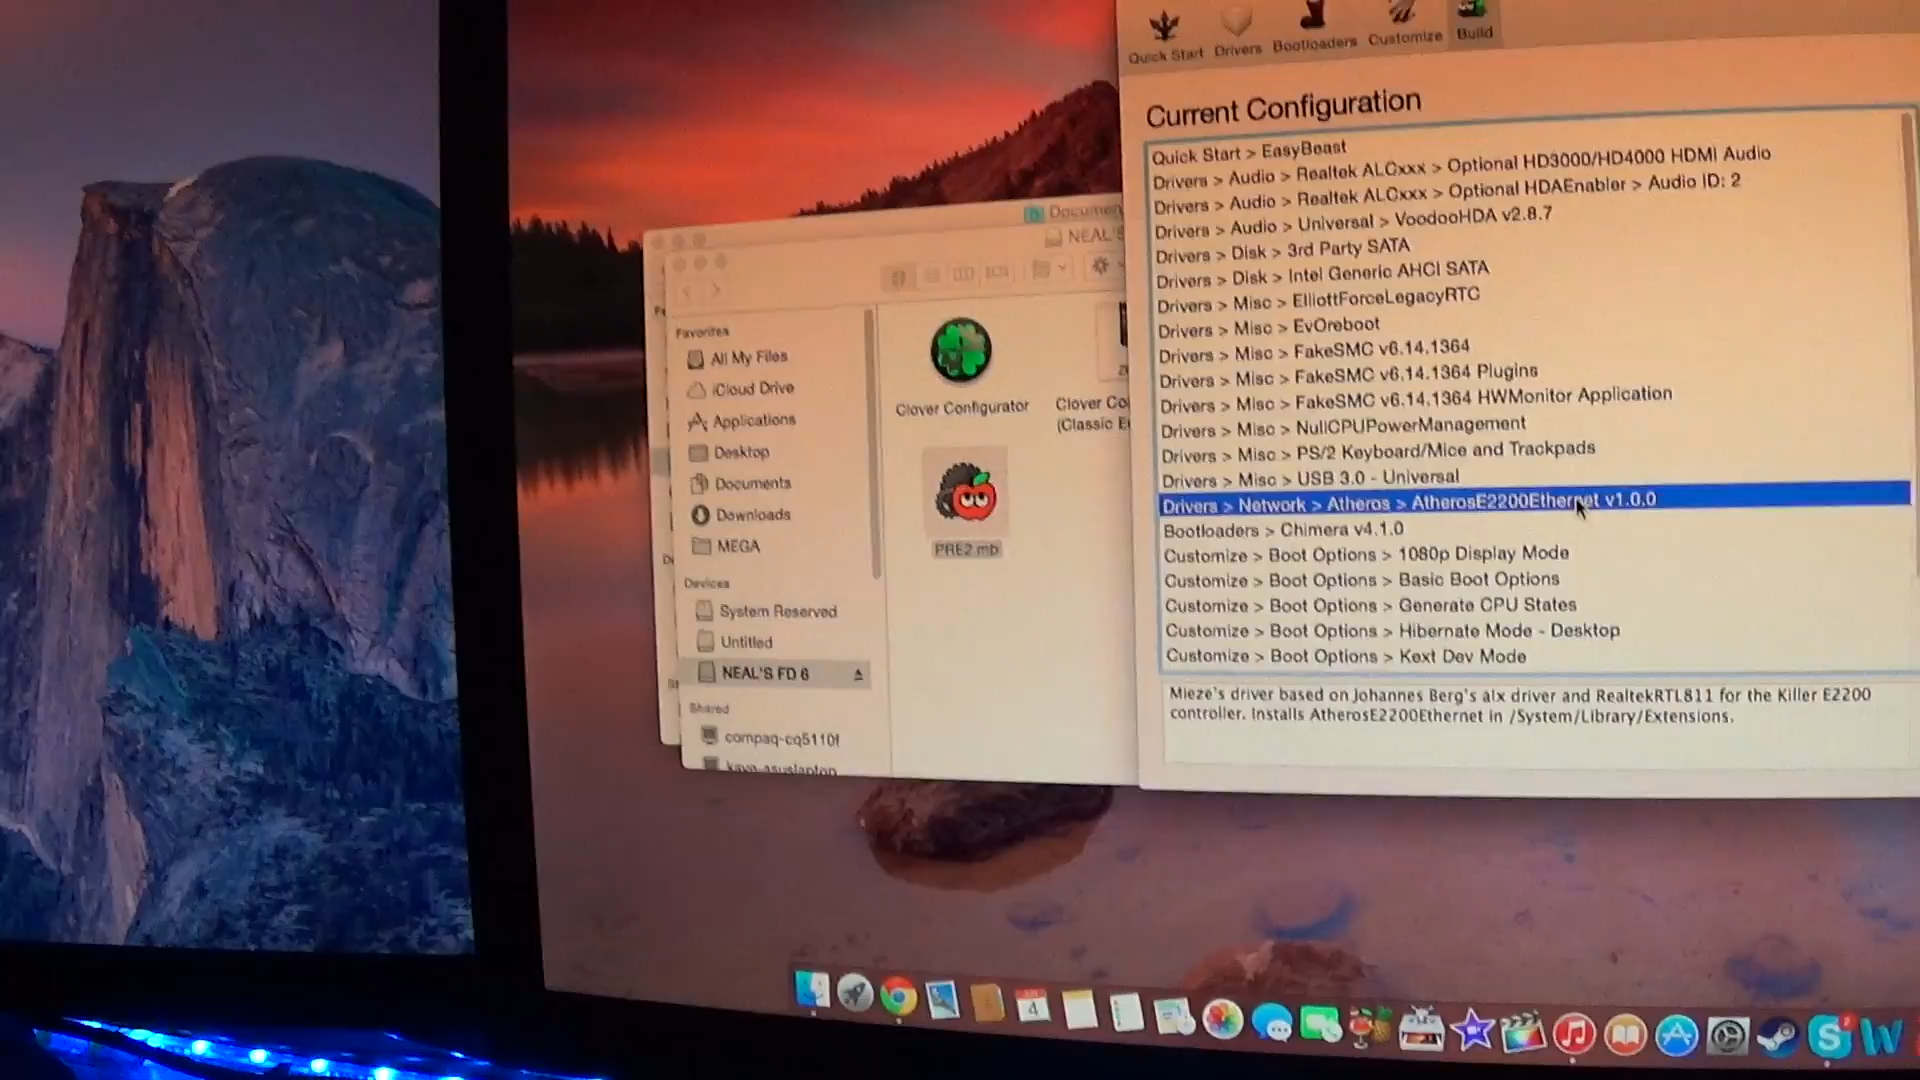 Quick Start Drivers Bootloaders Customize Build
Current Configuration
Quick Start > EasyBeast
Drivers > Audio > Realtek ALCxxx > Optional HD3000/HD4000 HDMI Audio
Drivers > Audio > Realtek ALCxxx > Optional HDAEnabler > Audio ID: 2
Drivers > Audio > Universal > VoodooHDA v2.8.7
Drivers > Disk > 3rd Party SATA
Drivers > Disk > Intel Generic AHCI SATA
Drivers > Misc > ElliottForceLegacyRTC
Drivers > Misc > EvOreboot
Drivers > Misc > FakeSMC v6.14.1364
Drivers > Misc > FakeSMC v6.14.1364 Plugins
Drivers > Misc > FakeSMC v6.14.1364 HWMonitor Application
Drivers > Misc > NullCPUPowerManagement
Drivers > Misc > PS/2 Keyboard/Mice and Trackpads
Drivers > Misc > USB 3.0 - Universal
Drivers > Network > Atheros > AtherosE2200Ethernet v1.0.0
Bootloaders > Chimera v4.1.0
Customize > Boot Options > 1080p Display Mode
Customize > Boot Options > Basic Boot Options
Customize > Boot Options > Generate CPU States
Customize > Boot Options > Hibernate Mode - Desktop
Customize > Boot Options > Kext Dev Mode
Mieze's driver based on Johannes Berg's alx driver and RealtekRTL811 for the Killer E2200
controller. Installs AtherosE2200Ethernet in /System/Library/Extensions.
Documen
NEAL'S
Favorites
All My Files
iCloud Drive
Applications
Desktop
Documents
Downloads
MEGA
Devices
System Reserved
Untitled
NEAL'S FD 6
Shared
compaq-cq5110f
kaya-asuslaptop
Clover Configurator
Clover Co
(Classic E
PRE2.mb
4